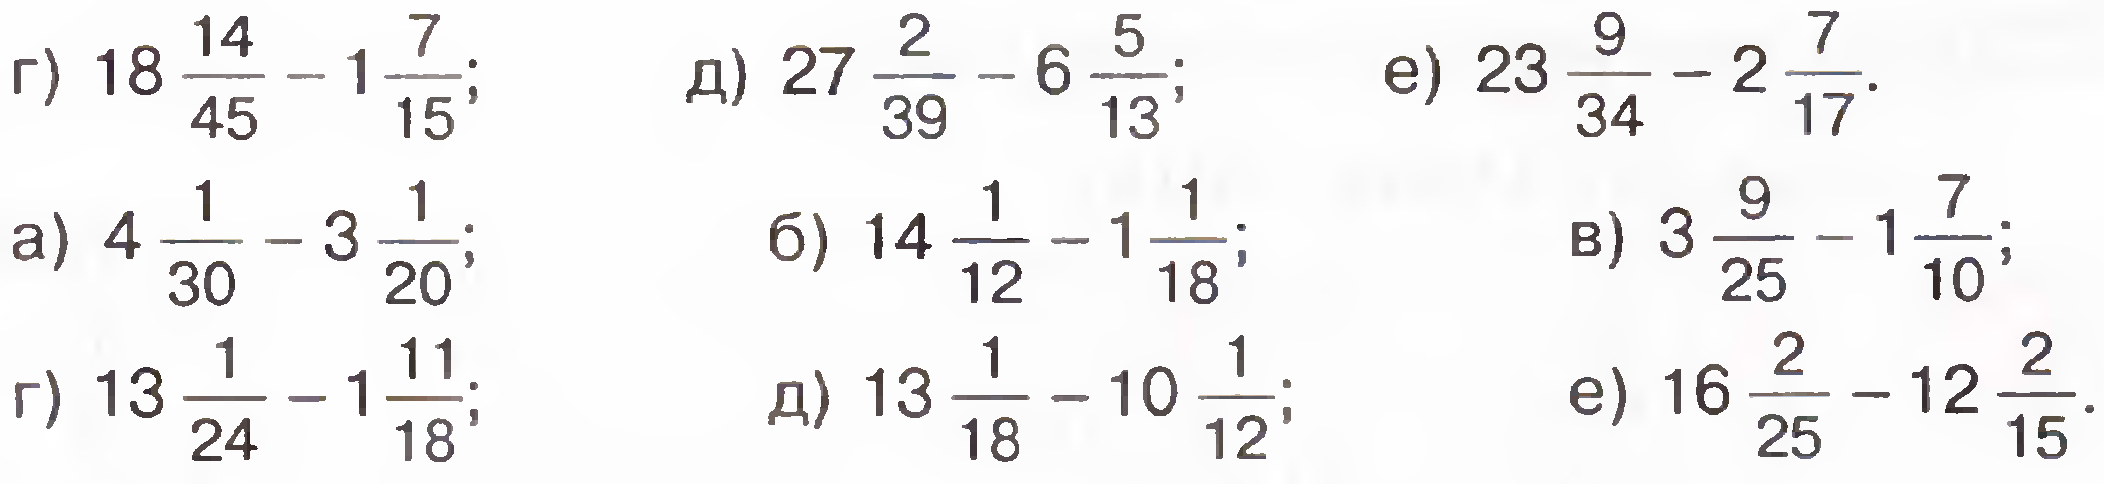 г) 18 14/45 – 1 7/15; д) 27 2/39 – 6 5/13; е) 23 9/34 – 2 7/17.
а) 4 1/30 – 3 1/20; б) 14 1/12 – 1 1/18; в) 3 9/25 – 1 7/10;
г) 13 1/24 – 1 11/18; д) 13 1/18 – 10 1/12; е) 16 2/25 – 12 2/15.